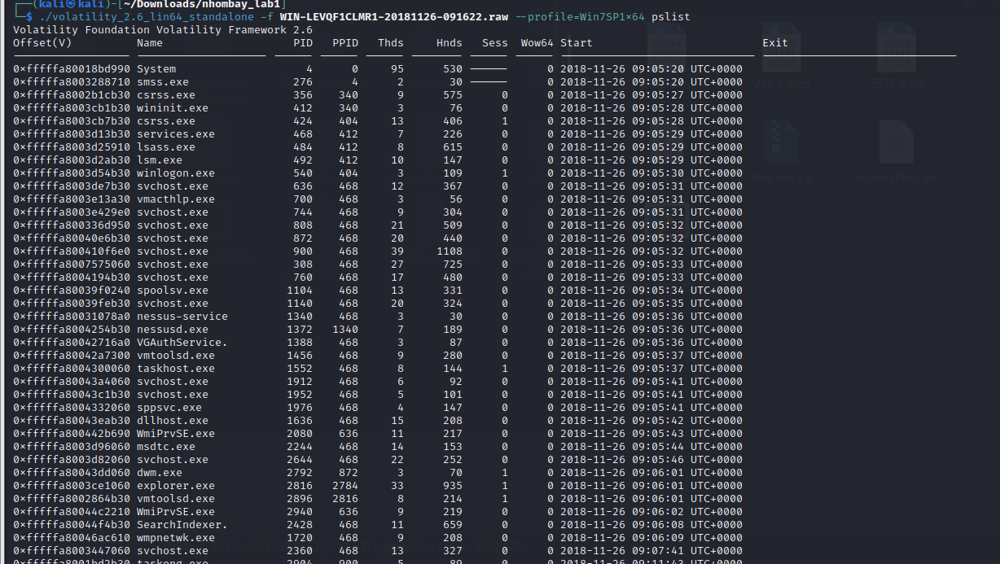 ┌──(kali㉿kali)-[~/Downloads/nhombay_lab1]
└─$ ./volatility_2.6_lin64_standalone -f WIN-LEVQF1CLMR1-20181126-091622.raw --profile=Win7SP1×64 pslist
Volatility Foundation Volatility Framework 2.6
Offset(V) Name PID PPID Thds Hnds Sess Wow64 Start Exit
0×fffffa80018bd990 System 4 0 95 530 ------ 0 2018-11-26 09:05:20 UTC+0000
0×fffffa8003288710 smss.exe 276 4 2 30 ------ 0 2018-11-26 09:05:20 UTC+0000
0×fffffa8002b1cb30 csrss.exe 356 340 9 575 0 0 2018-11-26 09:05:27 UTC+0000
0×fffffa8003cb1b30 wininit.exe 412 340 3 76 0 0 2018-11-26 09:05:28 UTC+0000
0×fffffa8003cb7b30 csrss.exe 424 404 13 406 1 0 2018-11-26 09:05:28 UTC+0000
0×fffffa8003d13b30 services.exe 468 412 7 226 0 0 2018-11-26 09:05:29 UTC+0000
0×fffffa8003d25910 lsass.exe 484 412 8 615 0 0 2018-11-26 09:05:29 UTC+0000
0×fffffa8003d2ab30 lsm.exe 492 412 10 147 0 0 2018-11-26 09:05:29 UTC+0000
0×fffffa8003d54b30 winlogon.exe 540 404 3 109 1 0 2018-11-26 09:05:30 UTC+0000
0×fffffa8003de7b30 svchost.exe 636 468 12 367 0 0 2018-11-26 09:05:31 UTC+0000
0×fffffa8003e13a30 vmacthlp.exe 700 468 3 56 0 0 2018-11-26 09:05:31 UTC+0000
0×fffffa8003e429e0 svchost.exe 744 468 9 304 0 0 2018-11-26 09:05:31 UTC+0000
0×fffffa800336d950 svchost.exe 808 468 21 509 0 0 2018-11-26 09:05:32 UTC+0000
0×fffffa80040e6b30 svchost.exe 872 468 20 440 0 0 2018-11-26 09:05:32 UTC+0000
0×fffffa800410f6e0 svchost.exe 900 468 39 1108 0 0 2018-11-26 09:05:32 UTC+0000
0×fffffa8007575060 svchost.exe 308 468 27 725 0 0 2018-11-26 09:05:33 UTC+0000
0×fffffa8004194b30 svchost.exe 760 468 17 480 0 0 2018-11-26 09:05:33 UTC+0000
0×fffffa80039f0240 spoolsv.exe 1104 468 13 331 0 0 2018-11-26 09:05:34 UTC+0000
0×fffffa80039feb30 svchost.exe 1140 468 20 324 0 0 2018-11-26 09:05:35 UTC+0000
0×fffffa80031078a0 nessus-service 1340 468 3 30 0 0 2018-11-26 09:05:36 UTC+0000
0×fffffa8004254b30 nessusd.exe 1372 1340 7 189 0 0 2018-11-26 09:05:36 UTC+0000
0×fffffa80042716a0 VGAuthService. 1388 468 3 87 0 0 2018-11-26 09:05:36 UTC+0000
0×fffffa80042a7300 vmtoolsd.exe 1456 468 9 280 0 0 2018-11-26 09:05:37 UTC+0000
0×fffffa8004300060 taskhost.exe 1552 468 8 144 1 0 2018-11-26 09:05:37 UTC+0000
0×fffffa80043a4060 svchost.exe 1912 468 6 92 0 0 2018-11-26 09:05:41 UTC+0000
0×fffffa80043c1b30 svchost.exe 1952 468 5 101 0 0 2018-11-26 09:05:41 UTC+0000
0×fffffa8004332060 sppsvc.exe 1976 468 4 147 0 0 2018-11-26 09:05:41 UTC+0000
0×fffffa80043eab30 dllhost.exe 1636 468 15 208 0 0 2018-11-26 09:05:42 UTC+0000
0×fffffa800442b690 WmiPrvSE.exe 2080 636 11 217 0 0 2018-11-26 09:05:43 UTC+0000
0×fffffa8003d96060 msdtc.exe 2244 468 14 153 0 0 2018-11-26 09:05:44 UTC+0000
0×fffffa8003d82060 svchost.exe 2644 468 22 252 0 0 2018-11-26 09:05:46 UTC+0000
0×fffffa80043dd060 dwm.exe 2792 872 3 70 1 0 2018-11-26 09:06:01 UTC+0000
0×fffffa8003ce1060 explorer.exe 2816 2784 33 935 1 0 2018-11-26 09:06:01 UTC+0000
0×fffffa8002864b30 vmtoolsd.exe 2896 2816 8 214 1 0 2018-11-26 09:06:01 UTC+0000
0×fffffa80044c2210 WmiPrvSE.exe 2940 636 9 219 0 0 2018-11-26 09:06:02 UTC+0000
0×fffffa80044f4b30 SearchIndexer. 2428 468 11 659 0 0 2018-11-26 09:06:08 UTC+0000
0×fffffa80046ac610 wmpnetwk.exe 1720 468 9 208 0 0 2018-11-26 09:06:09 UTC+0000
0×fffffa8003447060 svchost.exe 2360 468 13 327 0 0 2018-11-26 09:07:41 UTC+0000
0×fffffa8001bd2b30 taskeng.exe 2904 900 5 89 0 0 2018-11-26 09:11:43 UTC+0000
2864.dmp
3576.dmp
find-me.zip
hashedPass.txt